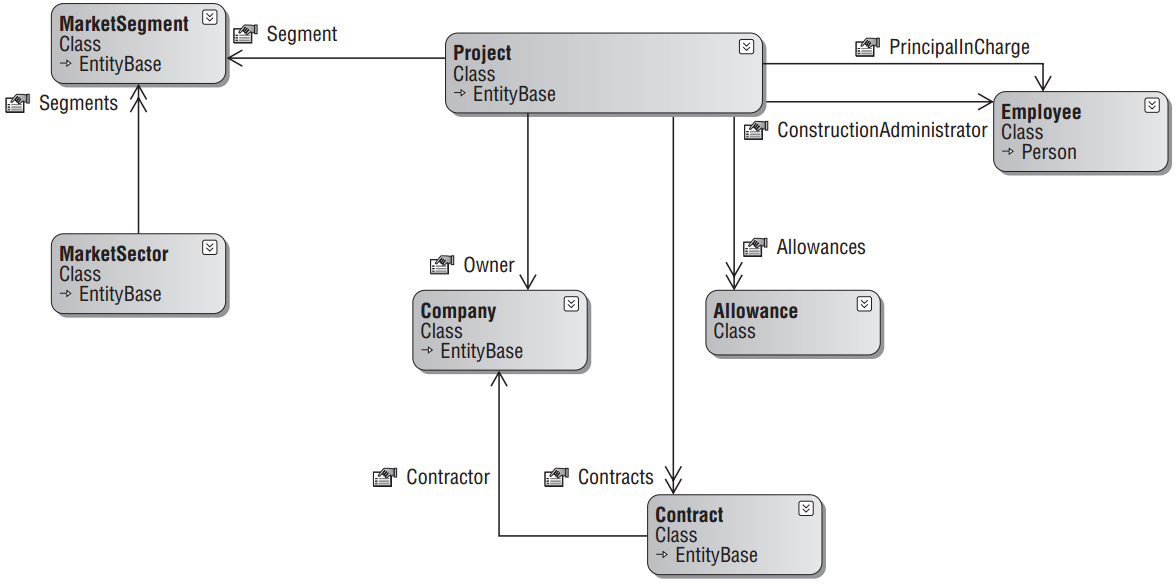 MarketSegment
Class
EntityBase
Segment
Project
Class
EntityBase
PrincipalInCharge
Segments
Employee
Class
Person
ConstructionAdministrator
MarketSector
Class
EntityBase
Owner
Allowances
Company
Class
EntityBase
Allowance
Class
Contractor
Contracts
Contract
Class
EntityBase